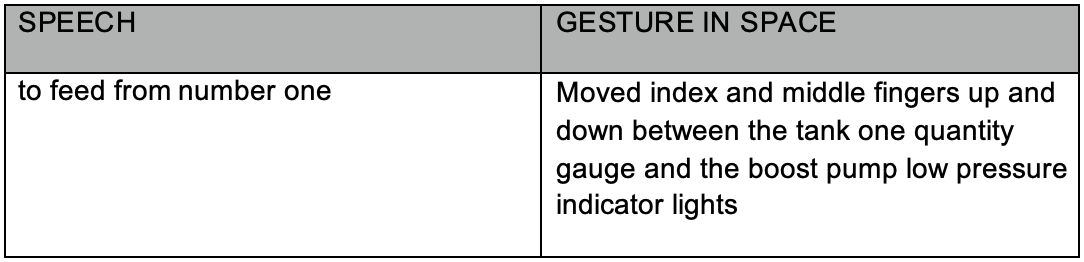 SPEECH
GESTURE IN SPACE
to feed from number one
Moved index and middle fingers up and
down between the tank one quantity
gauge and the boost pump low pressure
indicator lights